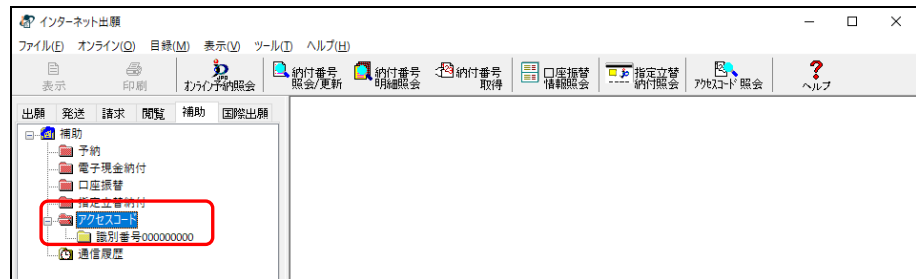 インターネット出願
ファイル(F) オンライン(O) 目録(M) 表示(V) ツール(T) ヘルプ(H)
表示 印刷 オンライン予納照会 納付番号照会/更新 納付番号明細照会 納付番号取得 口座振替情報照会 指定立替納付照会 アクセスコード照会 ヘルプ
出願 発送 請求 閲覧 補助 国際出願
補助
予納
電子現金納付
口座振替
指定立替納付
アクセスコード
識別番号000000000
通信履歴